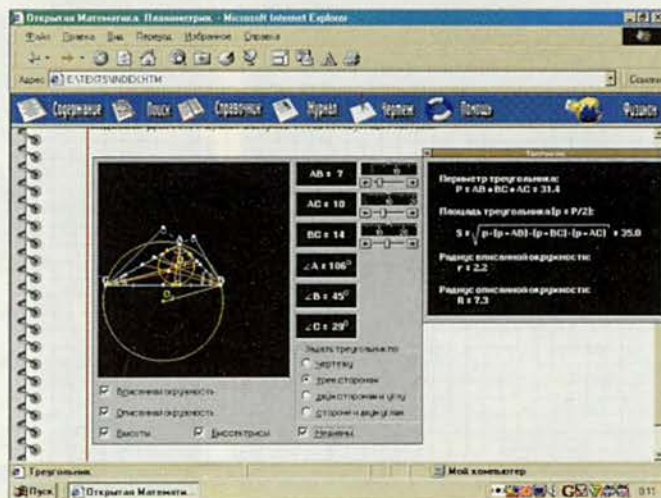 Открытая Математика. Планиметрия. - Microsoft Internet Explorer
Файл Правка Вид Переход Избранное Справка
Адрес E:\TEXTS\INDEX.HTM
Содержание Поиск Справочник Журнал Чертеж Помощь Физикон
AB = 7
AC = 10
BC = 14
∠A = 106°
∠B = 45°
∠C = 29°
Задать треугольник по
чертежу
трем сторонам
двум сторонам и углу
стороне и двум углам
Вписанная окружность
Описанная окружность
Высоты Биссектрисы Медианы
Периметр треугольника:
P = AB + BC + AC = 31.4
Площадь треугольника (p = P/2):
S = √p·(p - AB)·(p - BC)·(p - AC) = 35.0
Радиус вписанной окружности:
r = 2.2
Радиус описанной окружности:
R = 7.3
Треугольник Мой компьютер
Пуск Открытая Математи...